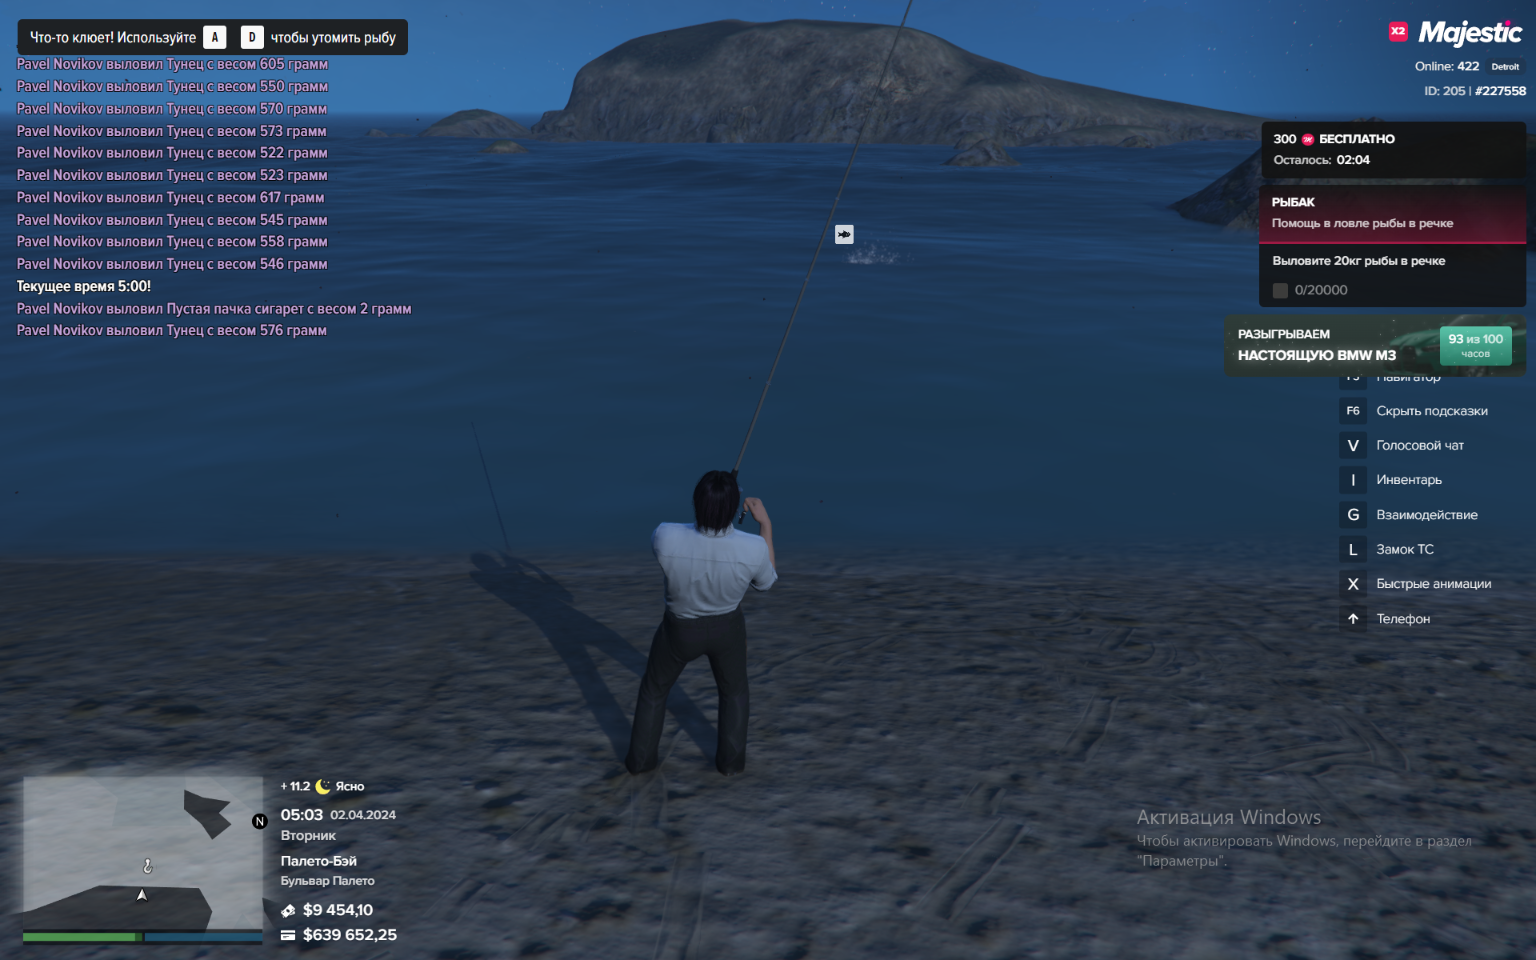 Что-то клюет! Используйте A D чтобы утомить рыбу
Pavel Novikov выловил Тунец с весом 605 грамм
Pavel Novikov выловил Тунец с весом 550 грамм
Pavel Novikov выловил Тунец с весом 570 грамм
Pavel Novikov выловил Тунец с весом 573 грамм
Pavel Novikov выловил Тунец с весом 522 грамм
Pavel Novikov выловил Тунец с весом 523 грамм
Pavel Novikov выловил Тунец с весом 617 грамм
Pavel Novikov выловил Тунец с весом 545 грамм
Pavel Novikov выловил Тунец с весом 558 грамм
Pavel Novikov выловил Тунец с весом 546 грамм
Текущее время 5:00!
Pavel Novikov выловил Пустая пачка сигарет с весом 2 грамм
Pavel Novikov выловил Тунец с весом 576 грамм
X2 Majestic
Online: 422 Detroit
ID: 205 | #227558
300 БЕСПЛАТНО
Осталось: 02:04
РЫБАК
Помощь в ловле рыбы в речке
Выловите 20кг рыбы в речке
0/20000
РАЗЫГРЫВАЕМ
НАСТОЯЩУЮ BMW M3
93 из 100
часов
Навигатор
F6 Скрыть подсказки
V Голосовой чат
I Инвентарь
G Взаимодействие
L Замок ТС
X Быстрые анимации
↑ Телефон
N
+ 11.2 Ясно
05:03 02.04.2024
Вторник
Палето-Бэй
Бульвар Палето
$9 454,10
$639 652,25
Активация Windows
Чтобы активировать Windows, перейдите в раздел
"Параметры".